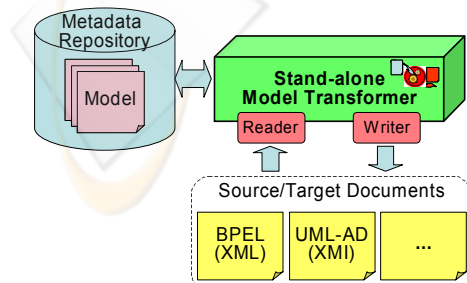 Metadata
Repository
Model
Stand-alone
Model Transformer
Reader
Writer
Source/Target Documents
BPEL
(XML)
UML-AD
(XMI)
...